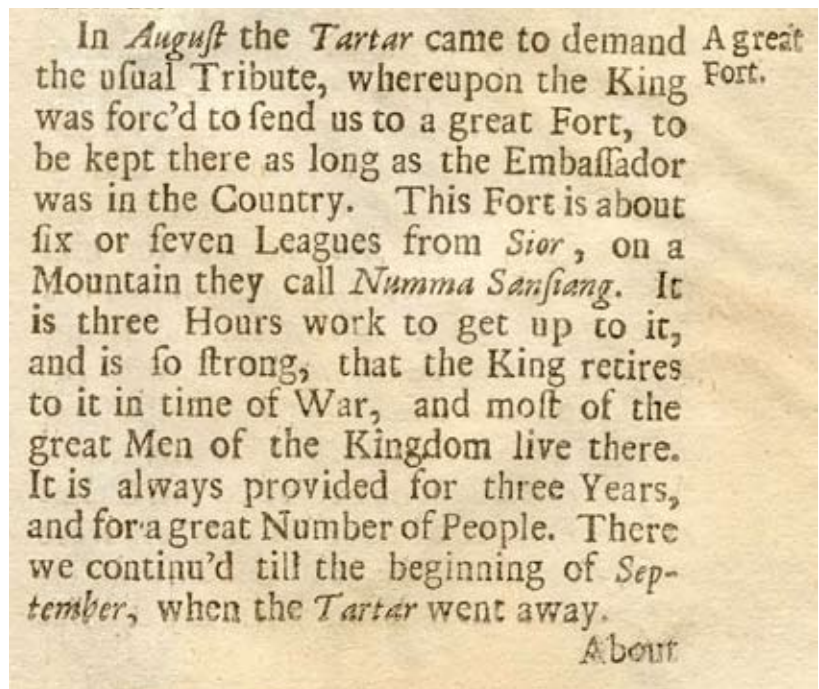 In Auguſt the Tartar came to demand
the uſual Tribute, whereupon the King
was forc'd to ſend us to a great Fort, to
be kept there as long as the Embaſſador
was in the Country. This Fort is about
ſix or ſeven Leagues from Sior, on a
Mountain they call Numma Sanſiang. It
is three Hours work to get up to it,
and is ſo ſtrong, that the King retires
to it in time of War, and moſt of the
great Men of the Kingdom live there.
It is always provided for three Years,
and for a great Number of People. There
we continu'd till the beginning of Sep-
tember, when the Tartar went away.
About
A great
Fort.